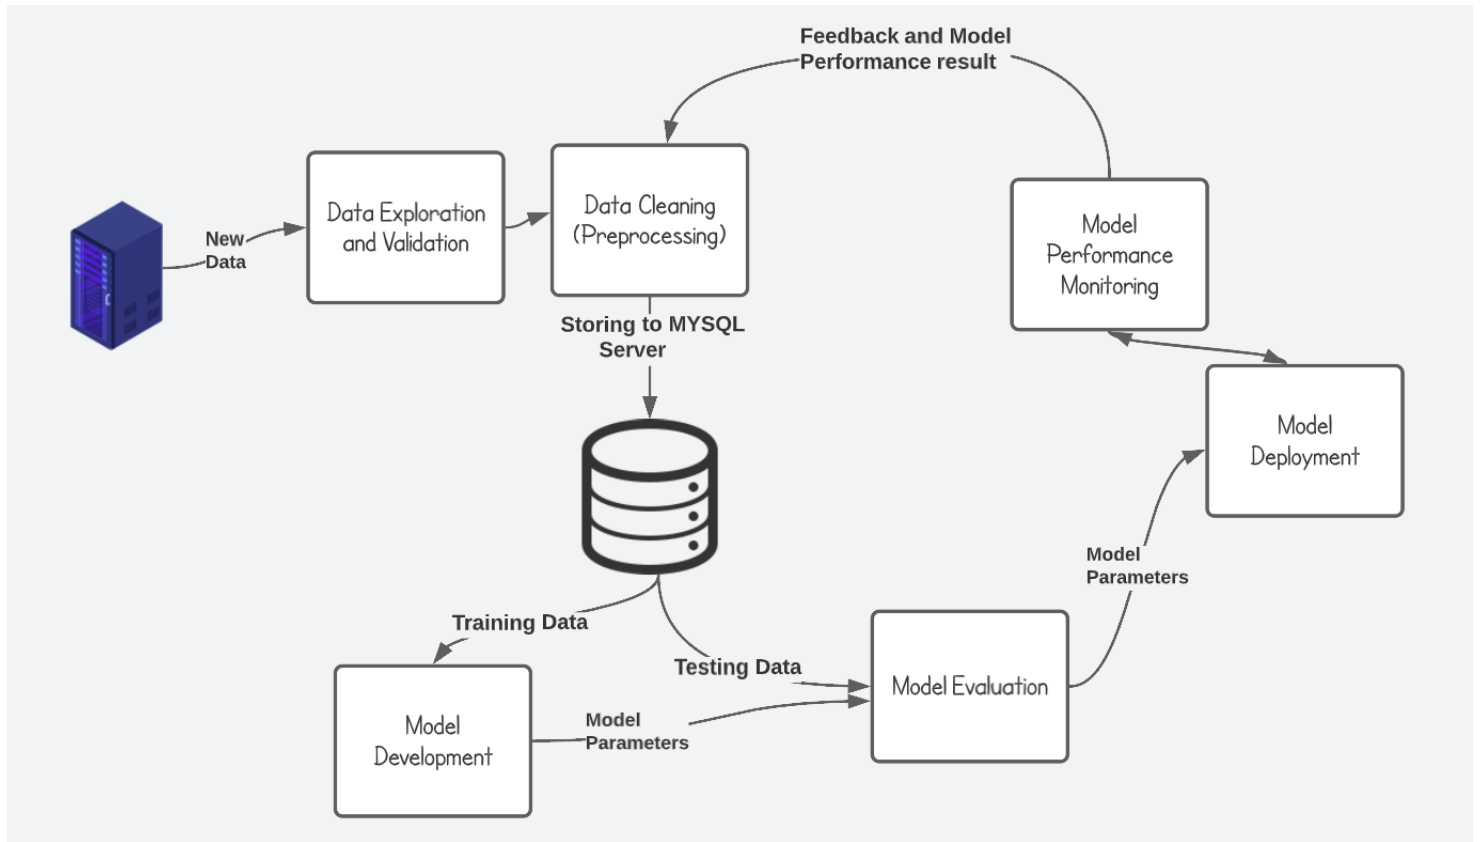 Feedback and Model
Performance result
New
Data
Data Exploration
and Validation
Data Cleaning
(Preprocessing)
Model
Performance
Monitoring
Storing to MYSQL
Server
Model
Deployment
Model
Parameters
Training Data
Testing Data
Model Evaluation
Model
Development
Model
Parameters